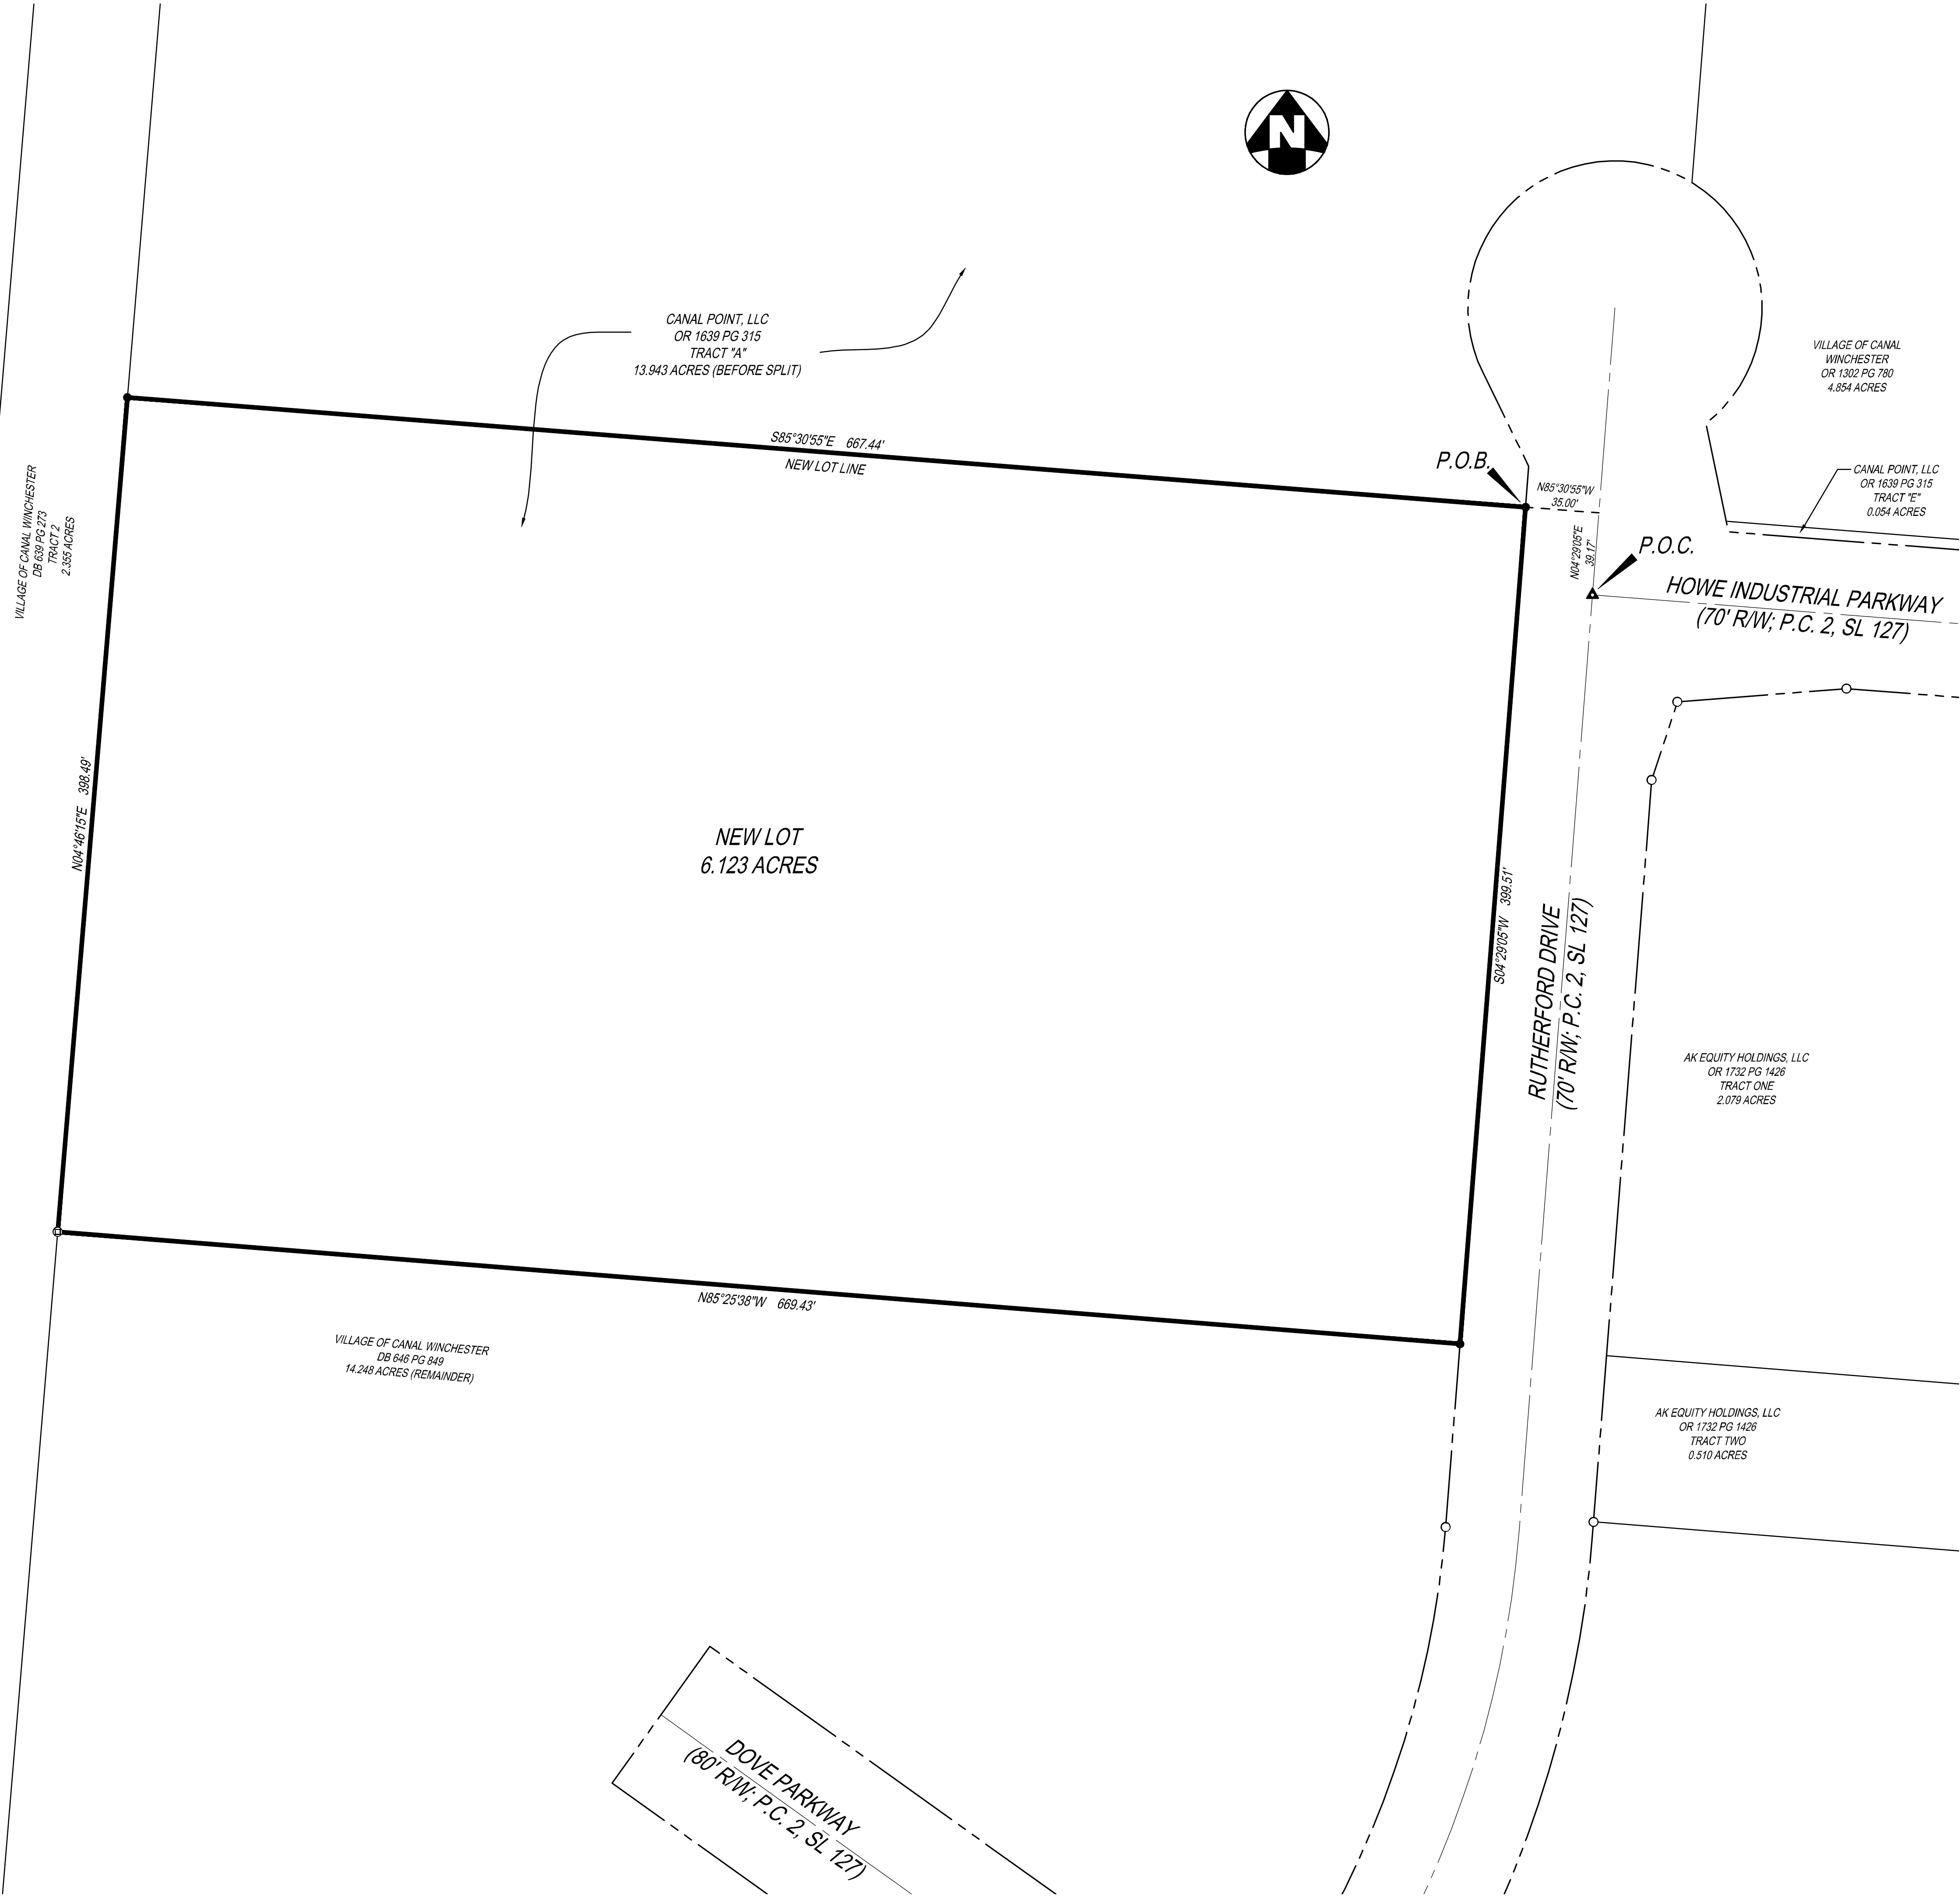 N
CANAL POINT, LLC
OR 1639 PG 315
TRACT "A"
13.943 ACRES (BEFORE SPLIT)
VILLAGE OF CANAL
WINCHESTER
OR 1302 PG 780
4.854 ACRES
S85°30'55"E 667.44'
NEW LOT LINE
P.O.B.
N85°30'55"W
35.00'
CANAL POINT, LLC
OR 1639 PG 315
TRACT "E"
0.054 ACRES
VILLAGE OF CANAL WINCHESTER
DB 639 PG 273
TRACT 2
2.355 ACRES
N04°29'05"E
39.17'
P.O.C.
HOWE INDUSTRIAL PARKWAY
(70' R/W; P.C. 2, SL 127)
N04°46'15"E 398.49'
NEW LOT
6.123 ACRES
S04°29'05"W 399.51'
RUTHERFORD DRIVE
(70' R/W; P.C. 2, SL 127)
AK EQUITY HOLDINGS, LLC
OR 1732 PG 1426
TRACT ONE
2.079 ACRES
N85°25'38"W 669.43'
VILLAGE OF CANAL WINCHESTER
DB 646 PG 849
14.248 ACRES (REMAINDER)
AK EQUITY HOLDINGS, LLC
OR 1732 PG 1426
TRACT TWO
0.510 ACRES
DOVE PARKWAY
(80' R/W; P.C. 2, SL 127)